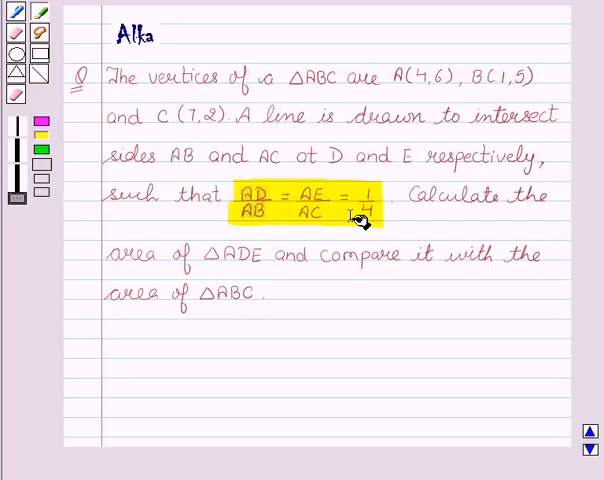 Alka
Q The vertices of a △ABC are A(4,6), B(1,5)
and C (7,2). A line is drawn to intersect
sides AB and AC at D and E respectively,
such that AD/AB = AE/AC = 1/4. Calculate the
area of △ADE and compare it with the
area of △ABC.